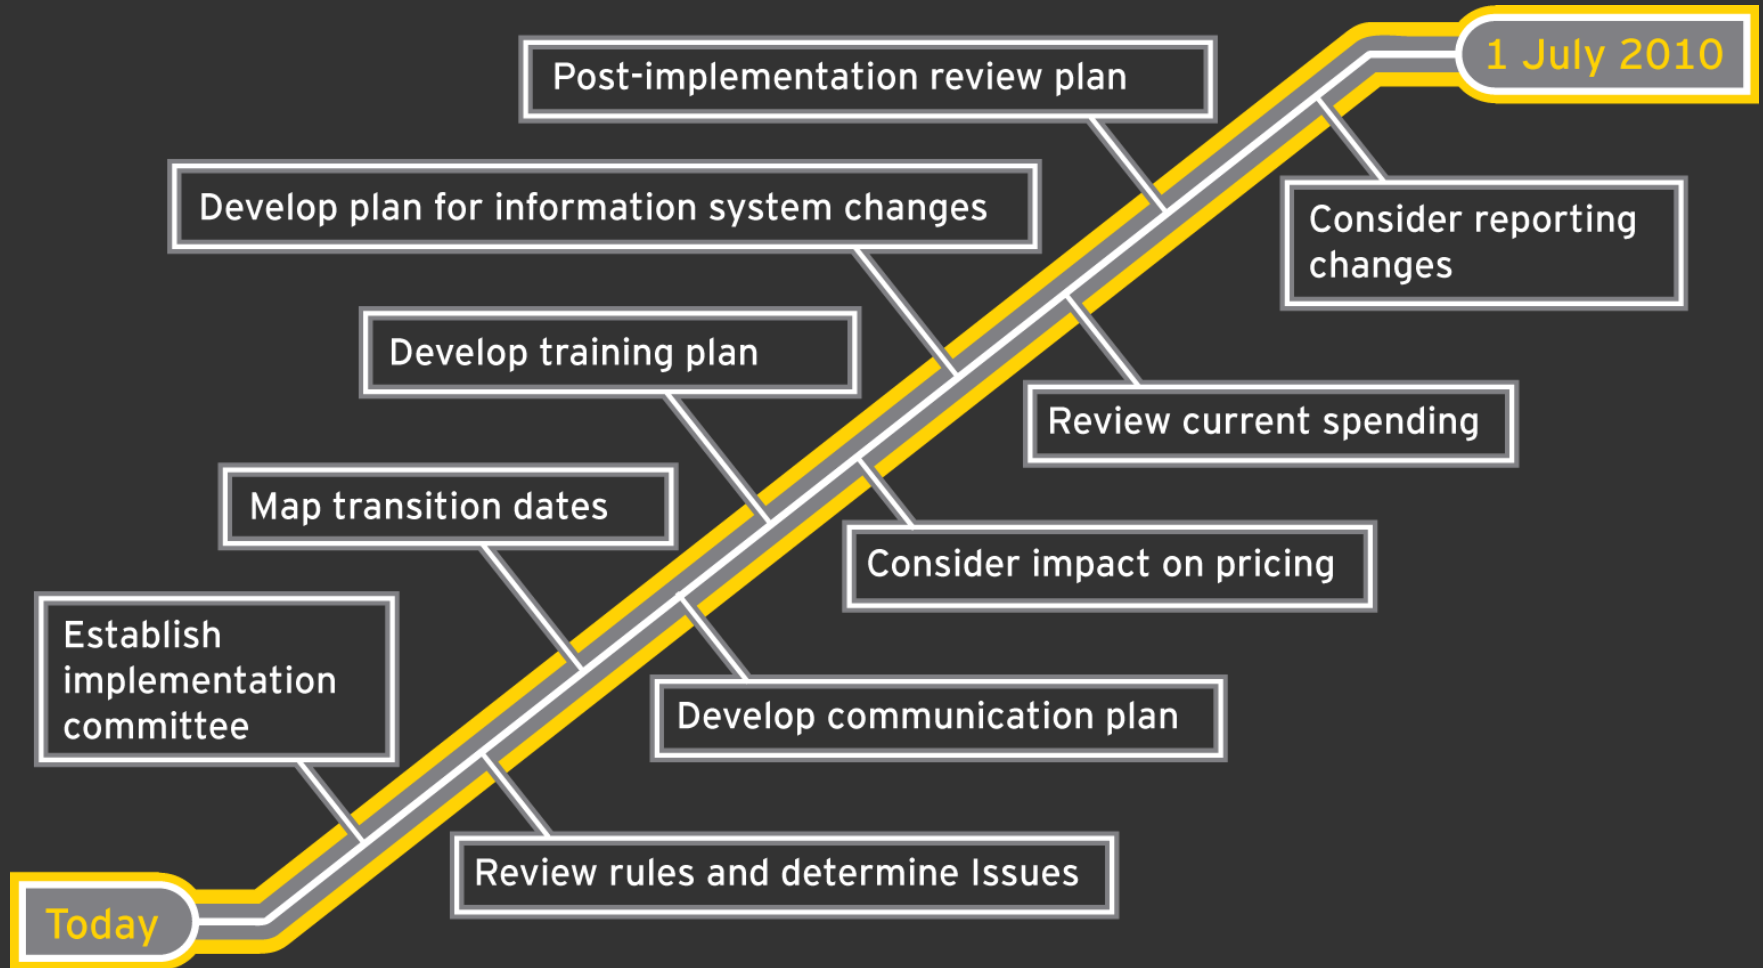 1 July 2010
Post-implementation review plan
Consider reporting
changes
Develop plan for information system changes
Develop training plan
Review current spending
Map transition dates
Consider impact on pricing
Establish
implementation
committee
Develop communication plan
Review rules and determine Issues
Today